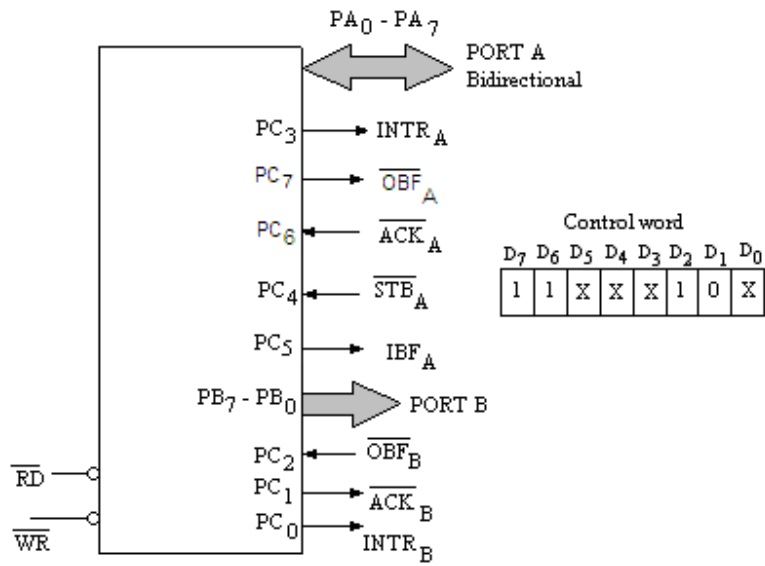 PA0 - PA7
PORT A
Bidirectional
PC3 INTRA
PC7 OBFA
PC6 ACKA
Control word
D7 D6 D5 D4 D3 D2 D1 D0
1 1 X X X 1 0 X
PC4 STBA
PC5 IBFA
PB7 - PB0 PORT B
PC2 OBFB
RD
PC1 ACKB
PC0 INTRB
WR